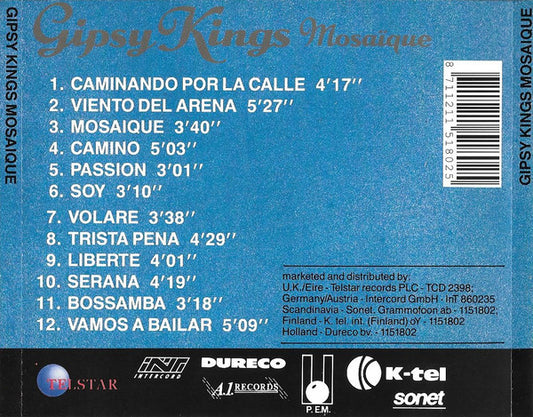 GIPSY KINGS MOSAIQUE
Gipsy Kings Mosaique
1. CAMINANDO POR LA CALLE 4'17''
2. VIENTO DEL ARENA 5'27''
3. MOSAIQUE 3'40''
4. CAMINO 5'03''
5. PASSION 3'01''
6. SOY 3'10''
7. VOLARE 3'38''
8. TRISTA PENA 4'29''
9. LIBERTE 4'01''
10. SERANA 4'19''
11. BOSSAMBA 3'18''
12. VAMOS A BAILAR 5'09''
8 711211 518025
marketed and distributed by:
U.K./Eire - Telstar records PLC - TCD 2398;
Germany/Austria - Intercord GmbH - inT 860235
Scandinavia - Sonet. Grammofoon ab - 1151802;
Finland - K. tel. int. (Finland) oY - 1151802
Holland - Dureco bv. - 1151802
TELSTAR
INT
INTERCORD
DURECO
A.1. RECORDS
P.E.M.
K-tel
sonet
GIPSY KINGS MOSAIQUE